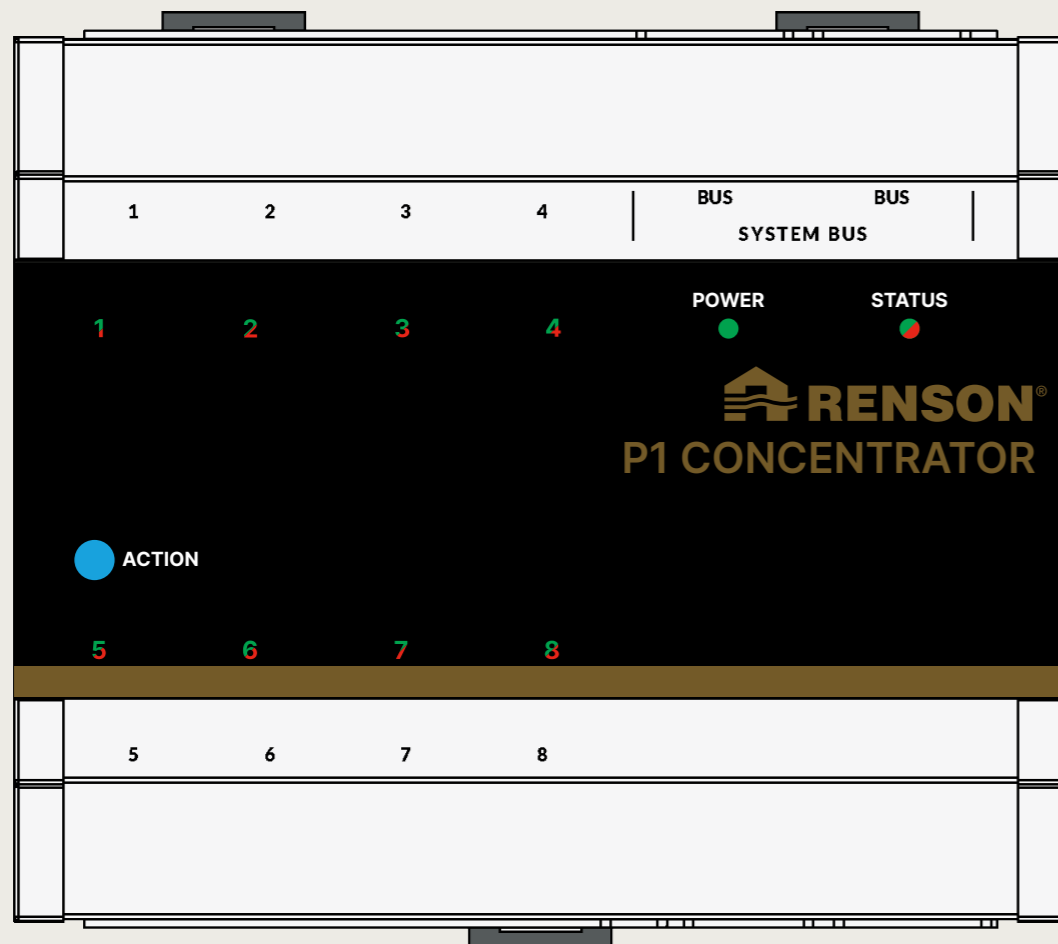 1 2 3 4 BUS BUS
SYSTEM BUS
POWER STATUS
1 2 3 4
RENSON®
P1 CONCENTRATOR
ACTION
5 6 7 8
5 6 7 8